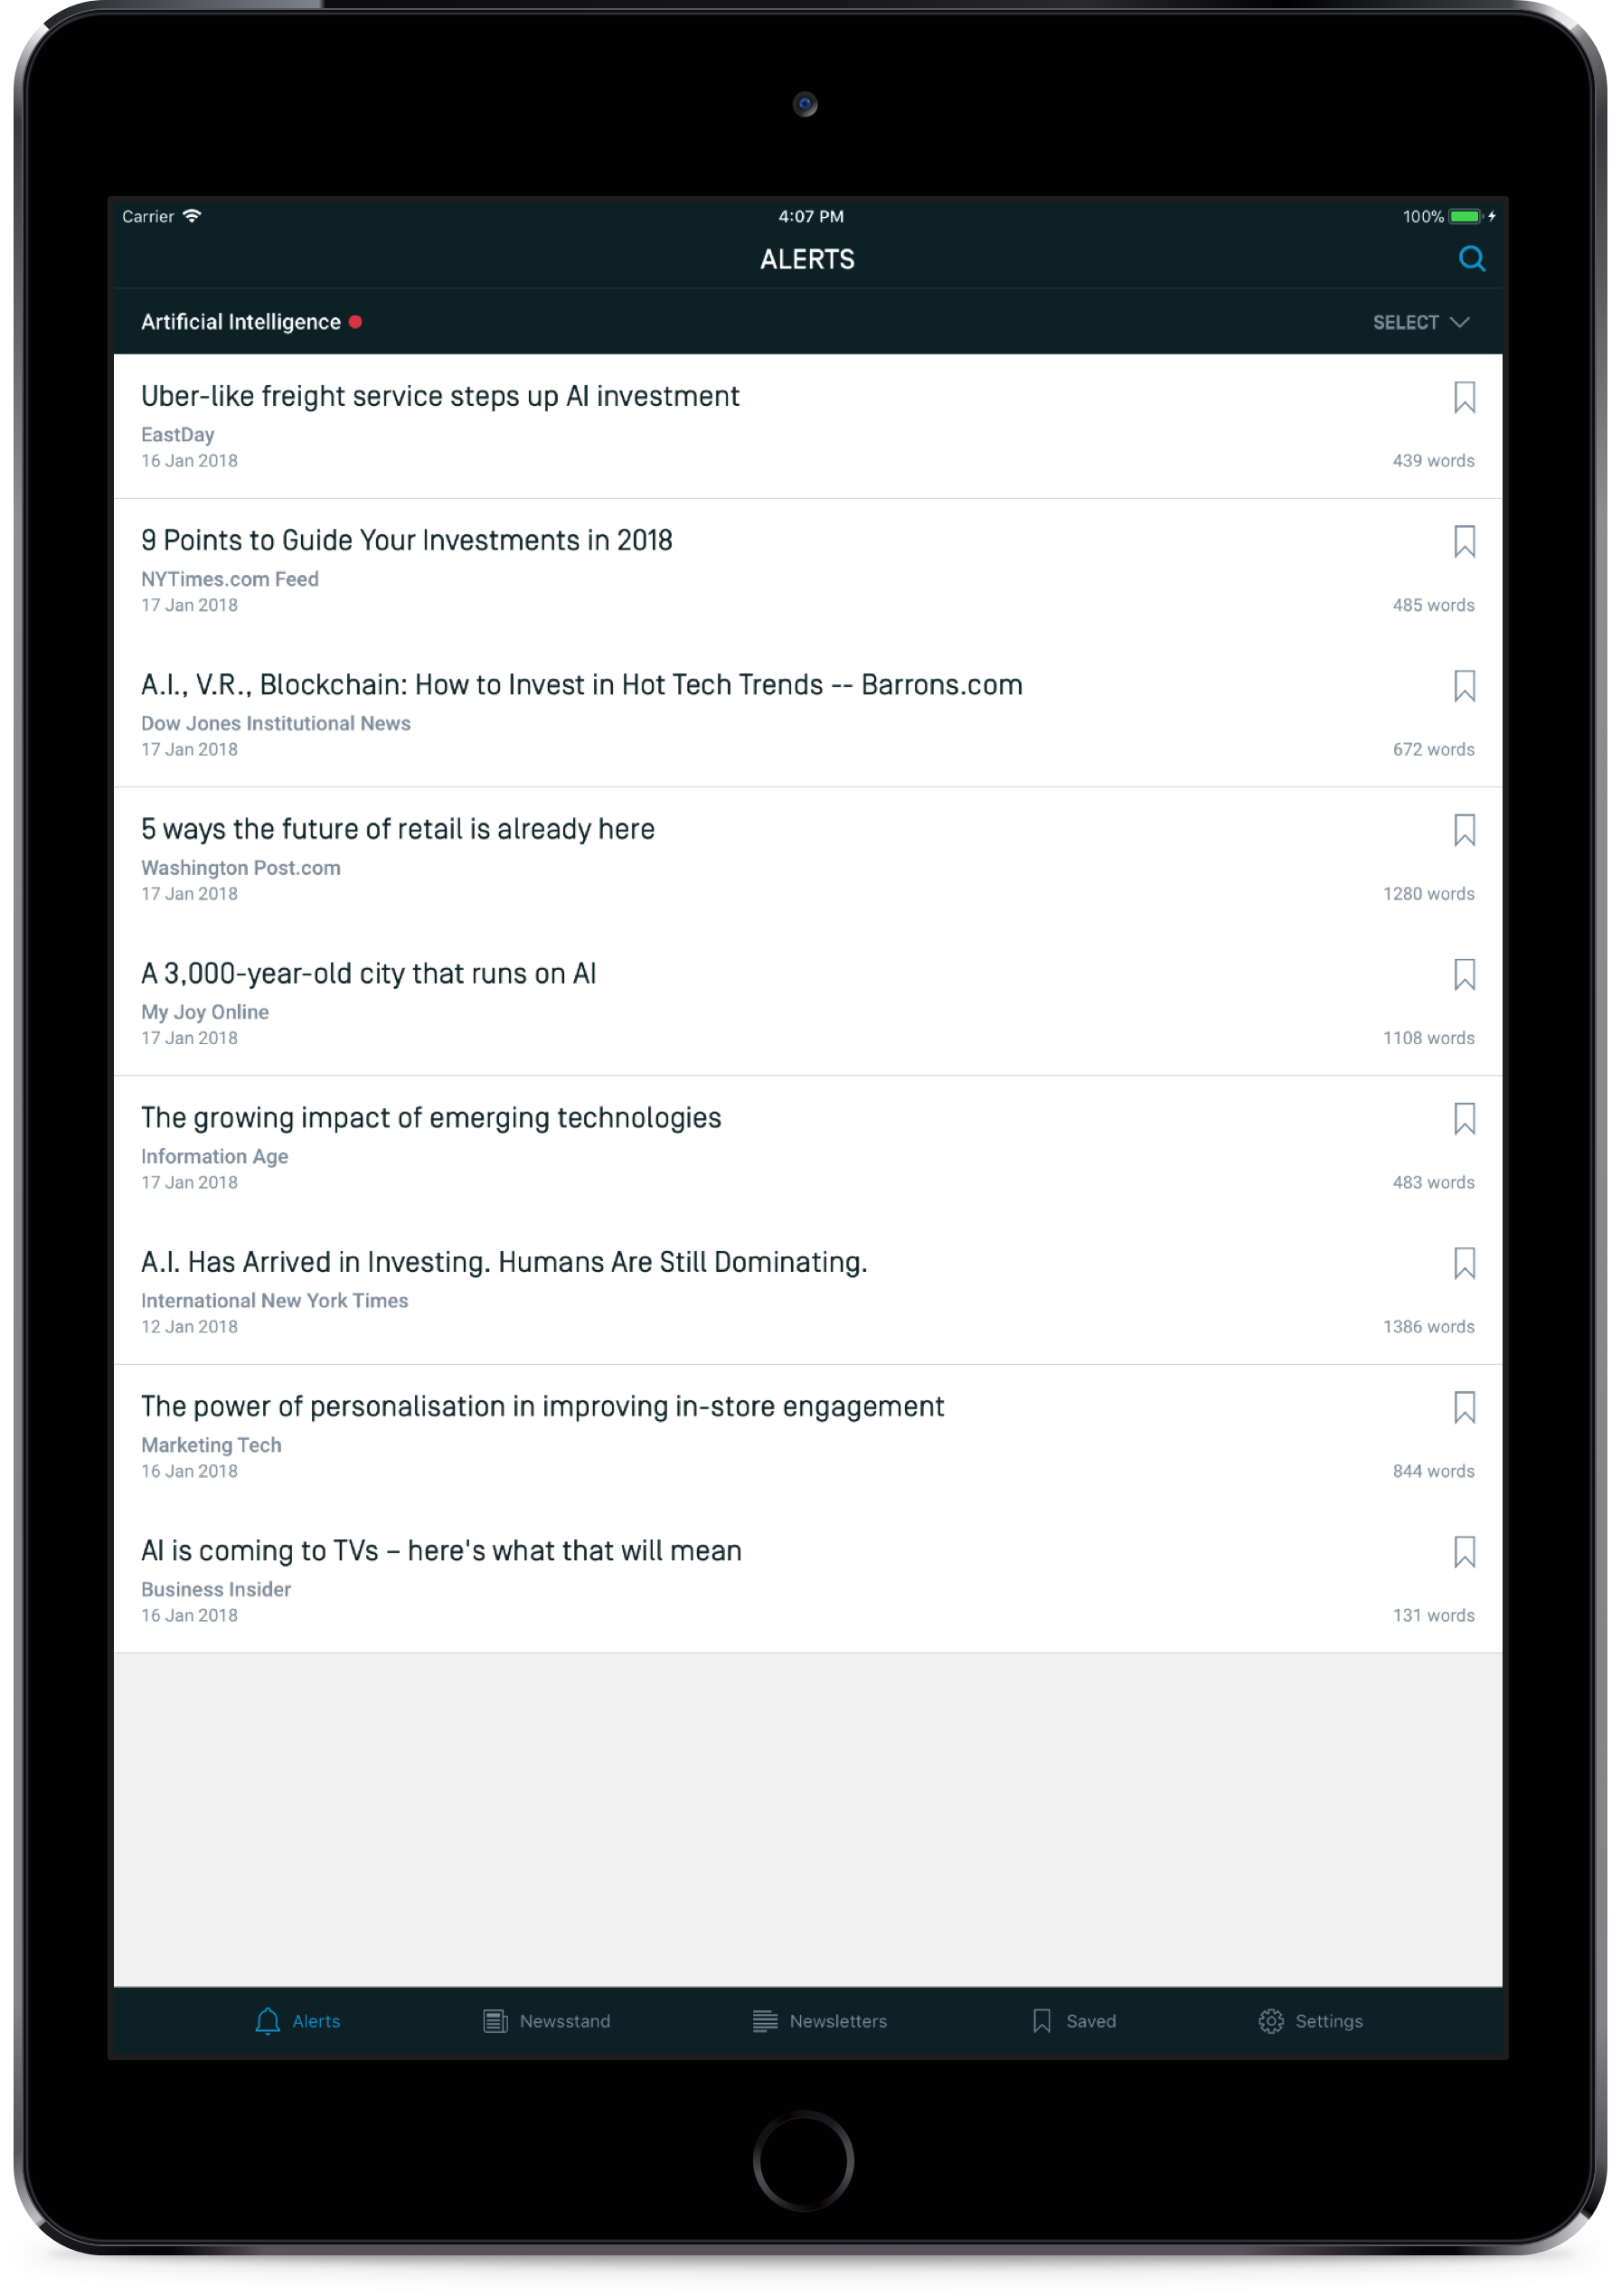 Carrier 4:07 PM 100%
ALERTS
Artificial Intelligence SELECT
Uber-like freight service steps up AI investment
EastDay
16 Jan 2018 439 words
9 Points to Guide Your Investments in 2018
NYTimes.com Feed
17 Jan 2018 485 words
A.I., V.R., Blockchain: How to Invest in Hot Tech Trends -- Barrons.com
Dow Jones Institutional News
17 Jan 2018 672 words
5 ways the future of retail is already here
Washington Post.com
17 Jan 2018 1280 words
A 3,000-year-old city that runs on AI
My Joy Online
17 Jan 2018 1108 words
The growing impact of emerging technologies
Information Age
17 Jan 2018 483 words
A.I. Has Arrived in Investing. Humans Are Still Dominating.
International New York Times
12 Jan 2018 1386 words
The power of personalisation in improving in-store engagement
Marketing Tech
16 Jan 2018 844 words
AI is coming to TVs – here's what that will mean
Business Insider
16 Jan 2018 131 words
Alerts Newsstand Newsletters Saved Settings